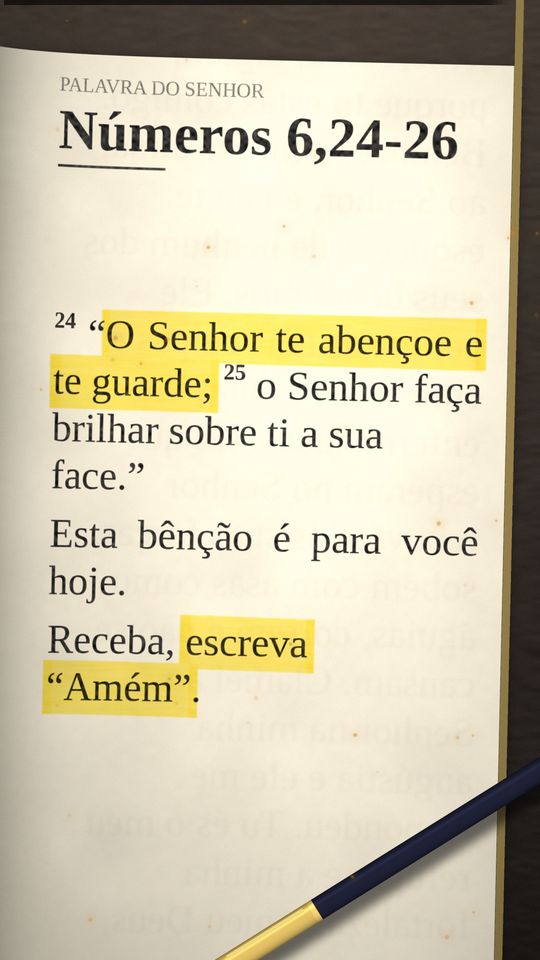 PALAVRA DO SENHOR
Números 6,24-26
24 “O Senhor te abençoe e
te guarde; 25 o Senhor faça
brilhar sobre ti a sua
face.”
Esta bênção é para você
hoje.
Receba, escreva
“Amém”.